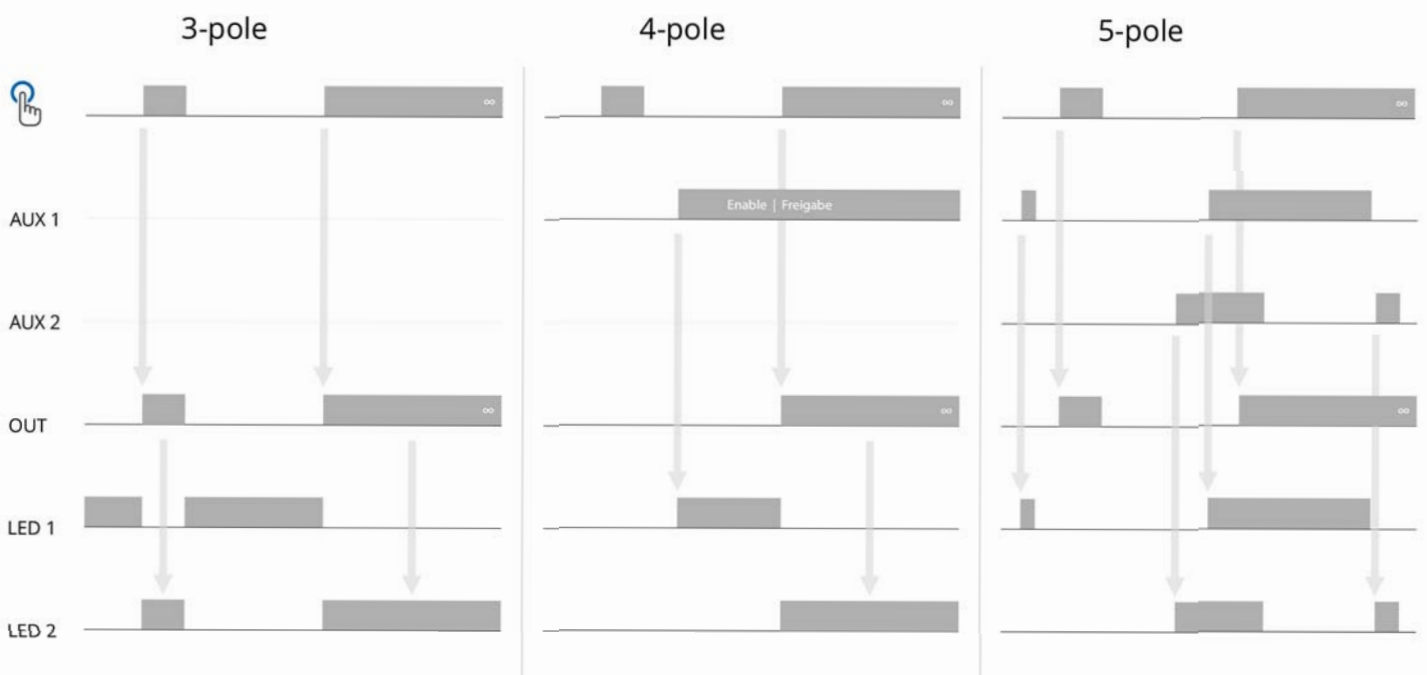 3-pole
4-pole
5-pole
∞
∞
∞
AUX 1
Enable | Freigabe
AUX 2
OUT
∞
∞
∞
LED 1
LED 2